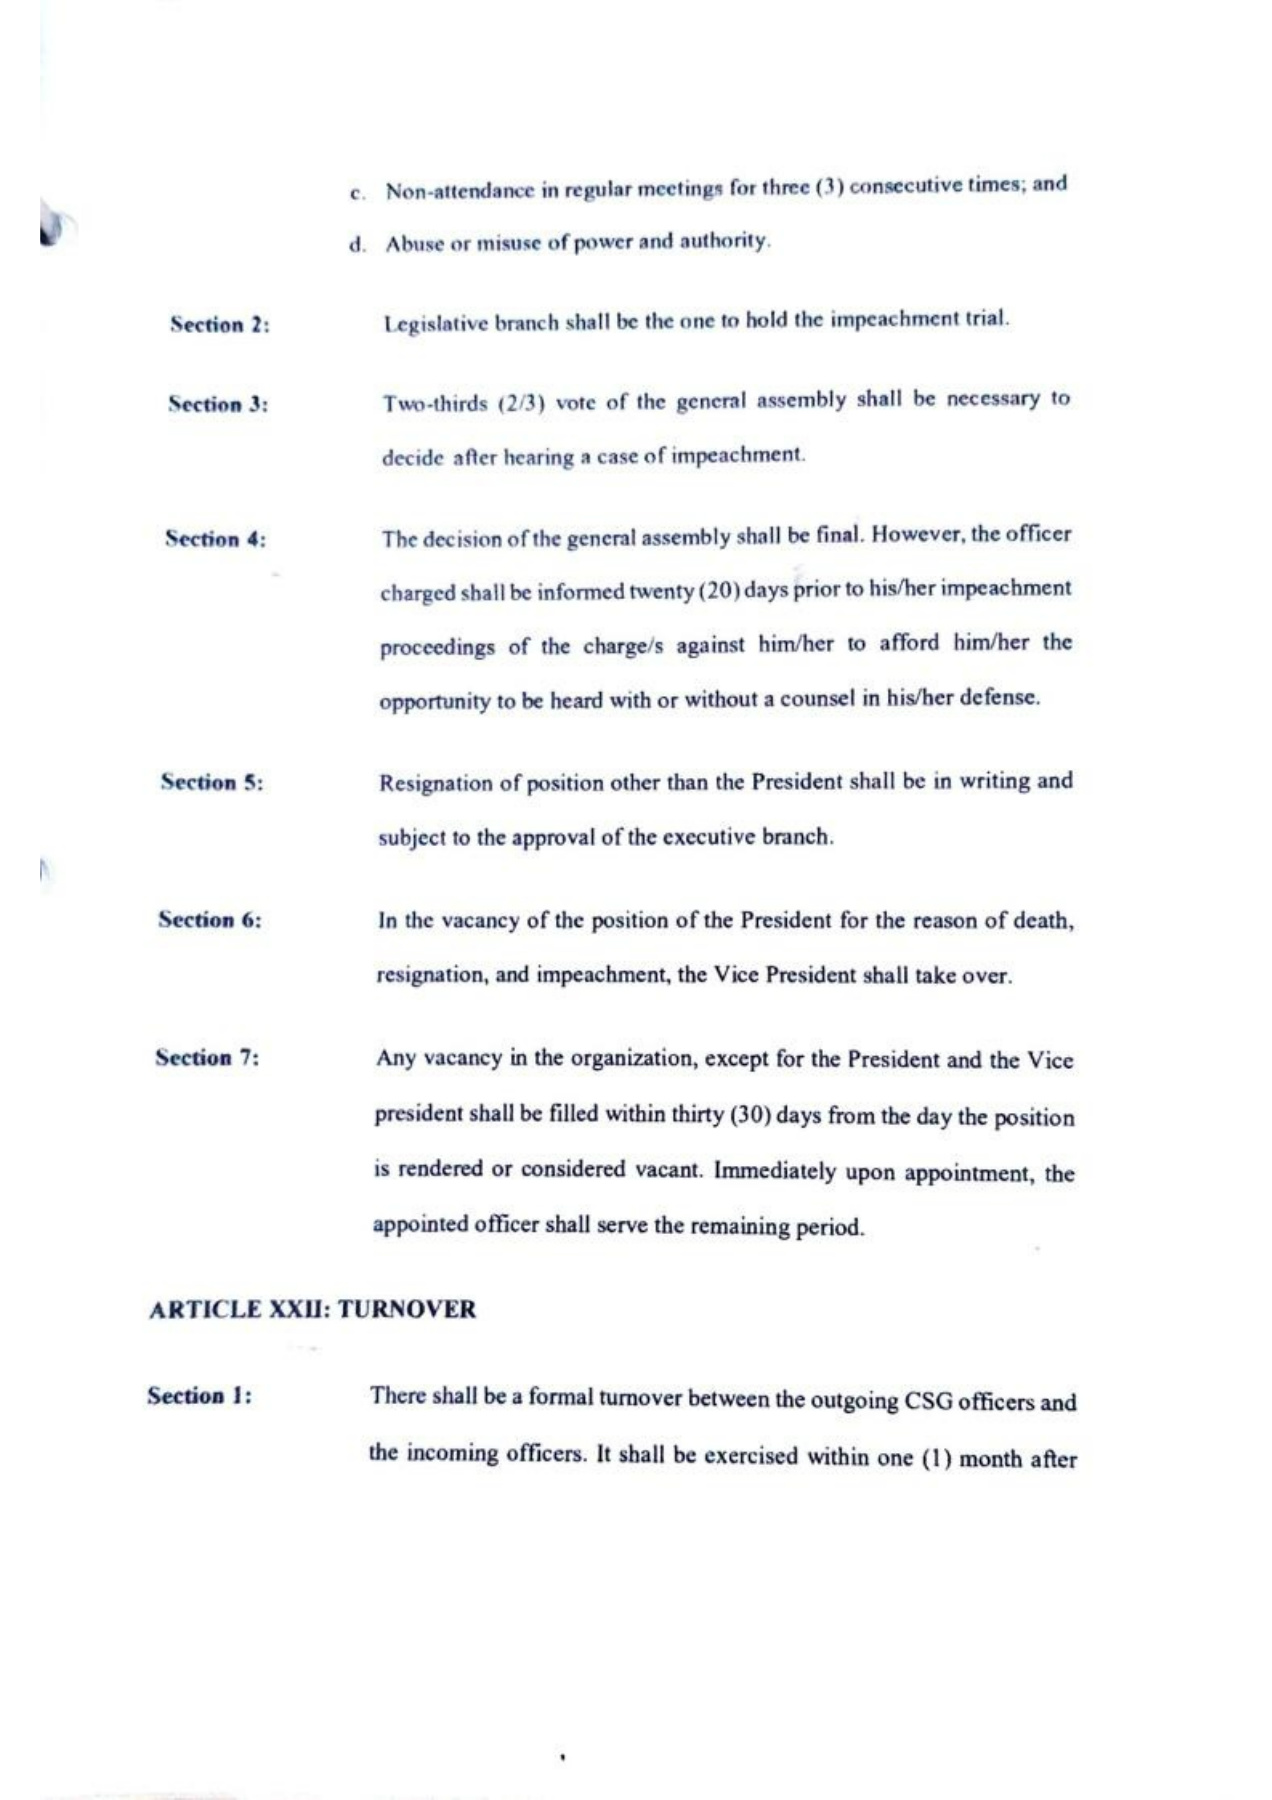 c. Non-attendance in regular meetings for three (3) consecutive times; and
d. Abuse or misuse of power and authority.
Section 2: Legislative branch shall be the one to hold the impeachment trial.
Section 3: Two-thirds (2/3) vote of the general assembly shall be necessary to
decide after hearing a case of impeachment.
Section 4: The decision of the general assembly shall be final. However, the officer
charged shall be informed twenty (20) days prior to his/her impeachment
proceedings of the charge/s against him/her to afford him/her the
opportunity to be heard with or without a counsel in his/her defense.
Section 5: Resignation of position other than the President shall be in writing and
subject to the approval of the executive branch.
Section 6: In the vacancy of the position of the President for the reason of death,
resignation, and impeachment, the Vice President shall take over.
Section 7: Any vacancy in the organization, except for the President and the Vice
president shall be filled within thirty (30) days from the day the position
is rendered or considered vacant. Immediately upon appointment, the
appointed officer shall serve the remaining period.
ARTICLE XXII: TURNOVER
Section 1: There shall be a formal turnover between the outgoing CSG officers and
the incoming officers. It shall be exercised within one (1) month after